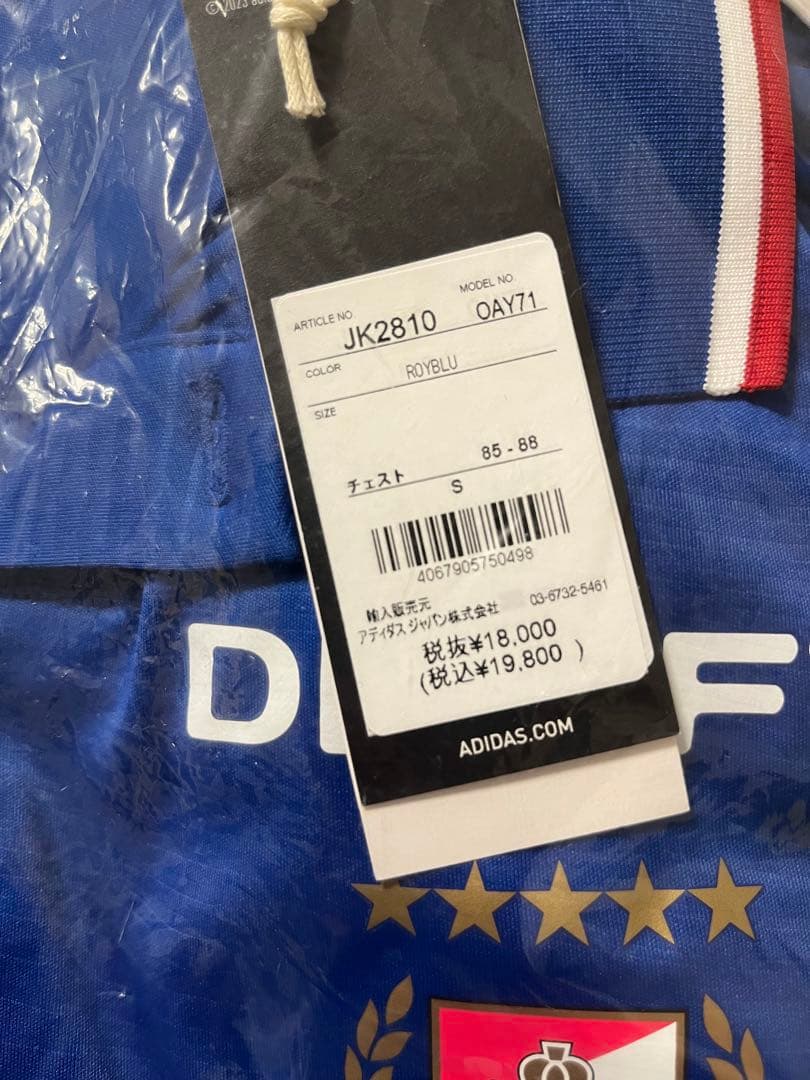 ARTICLE NO
MODEL NO.
JK2810
OAY71
COLOR
ROYBLU
SIZE
チェスト
85 - 88
S
4067905750498
輸入販売元
アディダス ジャパン株式会社
03-6732-5461
税抜¥18,000
(税込¥19,800 )
ADIDAS.COM